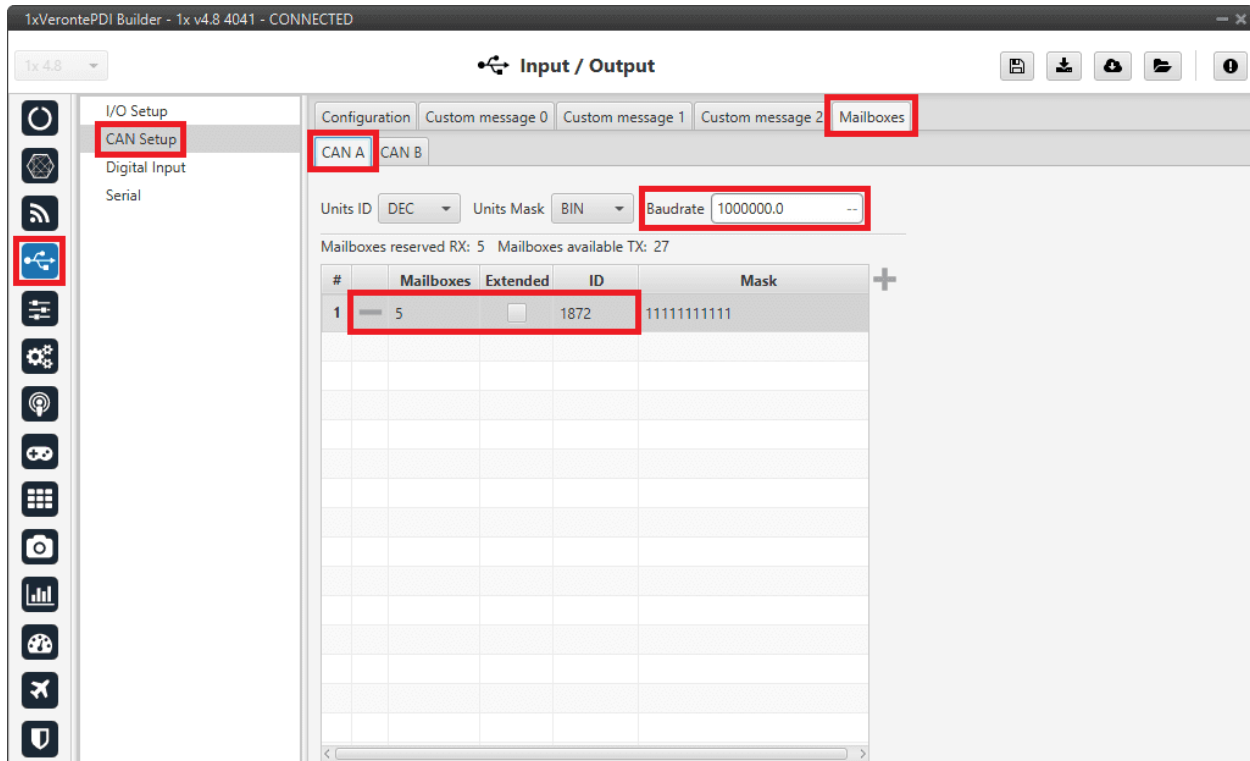 1xVerontePDI Builder - 1x v4.8 4041 - CONNECTED
1x 4.8
Input / Output
I/O Setup
CAN Setup
Digital Input
Serial
Configuration Custom message 0 Custom message 1 Custom message 2 Mailboxes
CAN A CAN B
Units ID DEC Units Mask BIN Baudrate 1000000.0 --
Mailboxes reserved RX: 5 Mailboxes available TX: 27
# Mailboxes Extended ID Mask
1 5 1872 11111111111